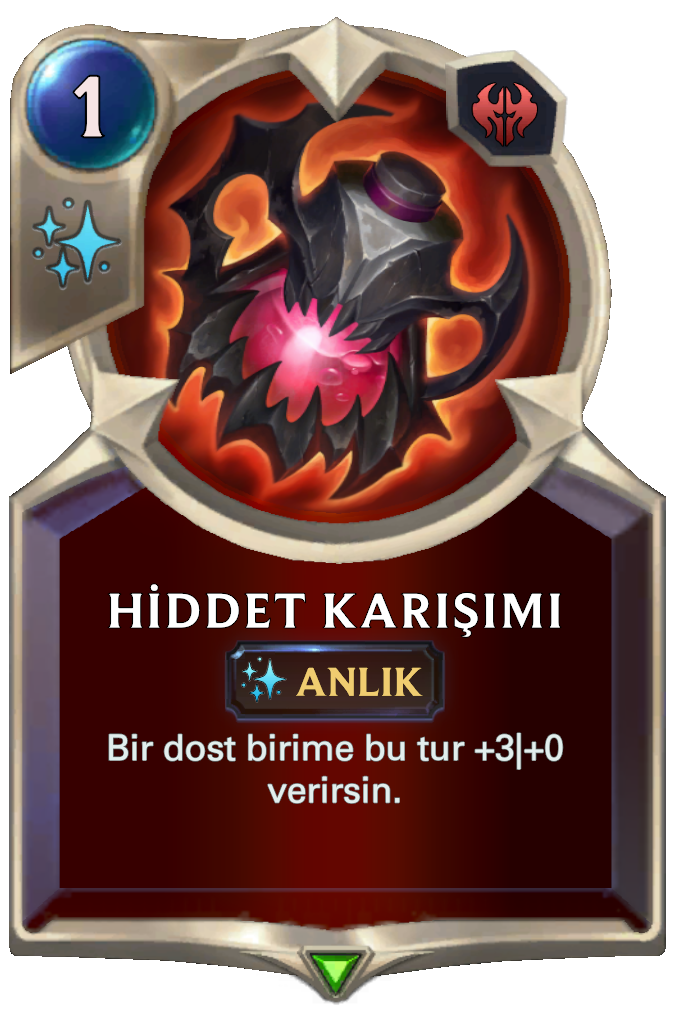 1
HİDDET KARIŞIMI
ANLIK
Bir dost birime bu tur +3|+0
verirsin.